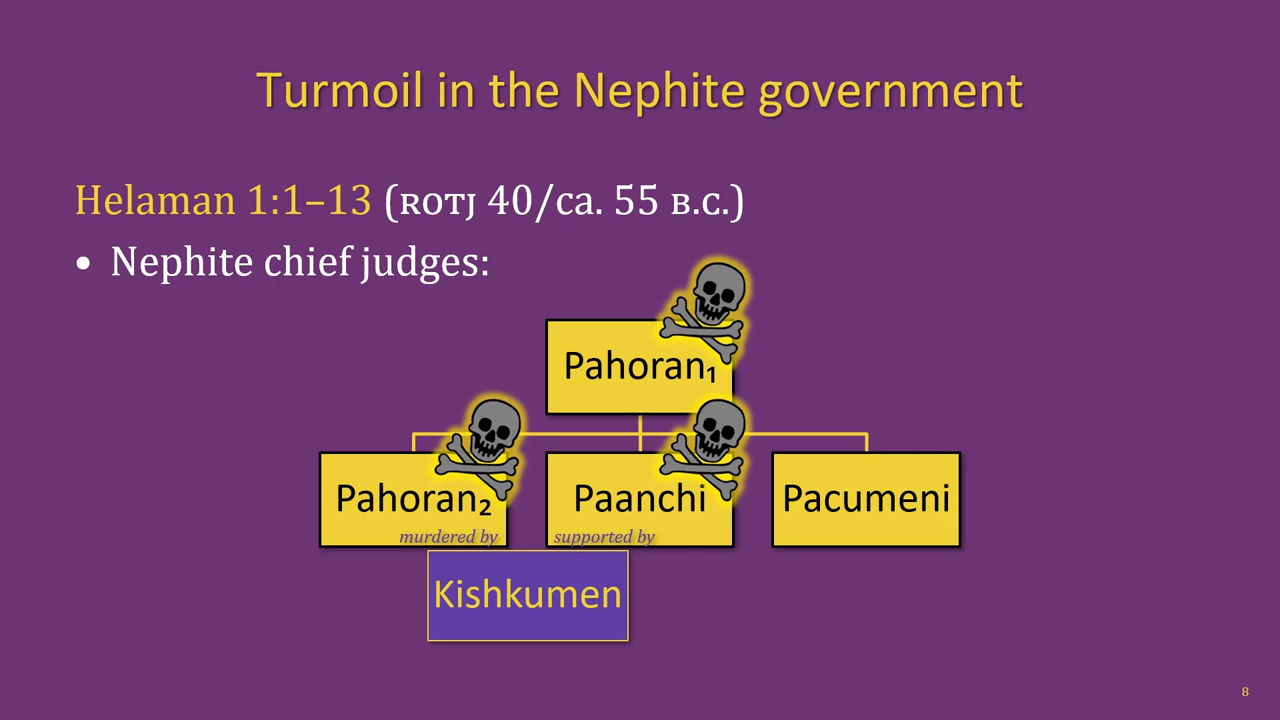 Turmoil in the Nephite government
Helaman 1:1–13 (ROTJ 40/ca. 55 B.C.)
• Nephite chief judges:
Pahoran₁
Pahoran₂ Paanchi Pacumeni
murdered by supported by
Kishkumen
8